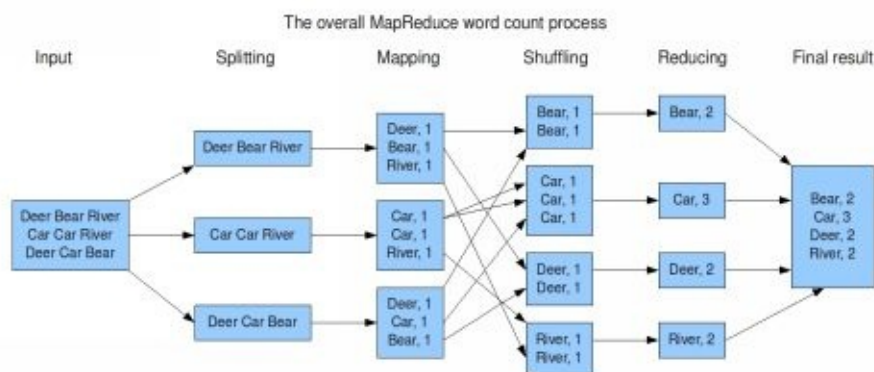 The overall MapReduce word count process
Input
Splitting
Mapping
Shuffling
Reducing
Final result
Deer Bear River
Car Car River
Deer Car Bear
Deer Bear River
Car Car River
Deer Car Bear
Deer, 1
Bear, 1
River, 1
Car, 1
Car, 1
River, 1
Deer, 1
Car, 1
Bear, 1
Bear, 1
Bear, 1
Car, 1
Car, 1
Car, 1
Deer, 1
Deer, 1
River, 1
River, 1
Bear, 2
Car, 3
Deer, 2
River, 2
Bear, 2
Car, 3
Deer, 2
River, 2